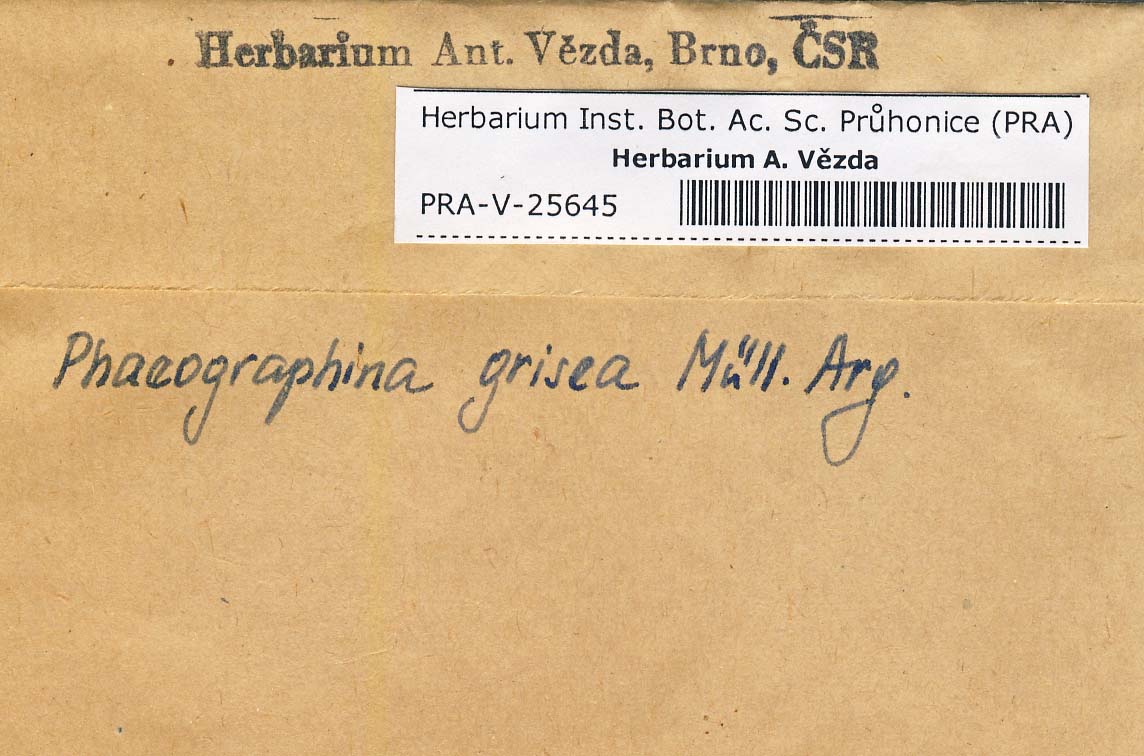 Herbarium Ant. Vězda, Brno, ČSR
Herbarium Inst. Bot. Ac. Sc. Průhonice (PRA)
Herbarium A. Vězda
PRA-V-25645
Phaeographina grisea Müll. Arg.